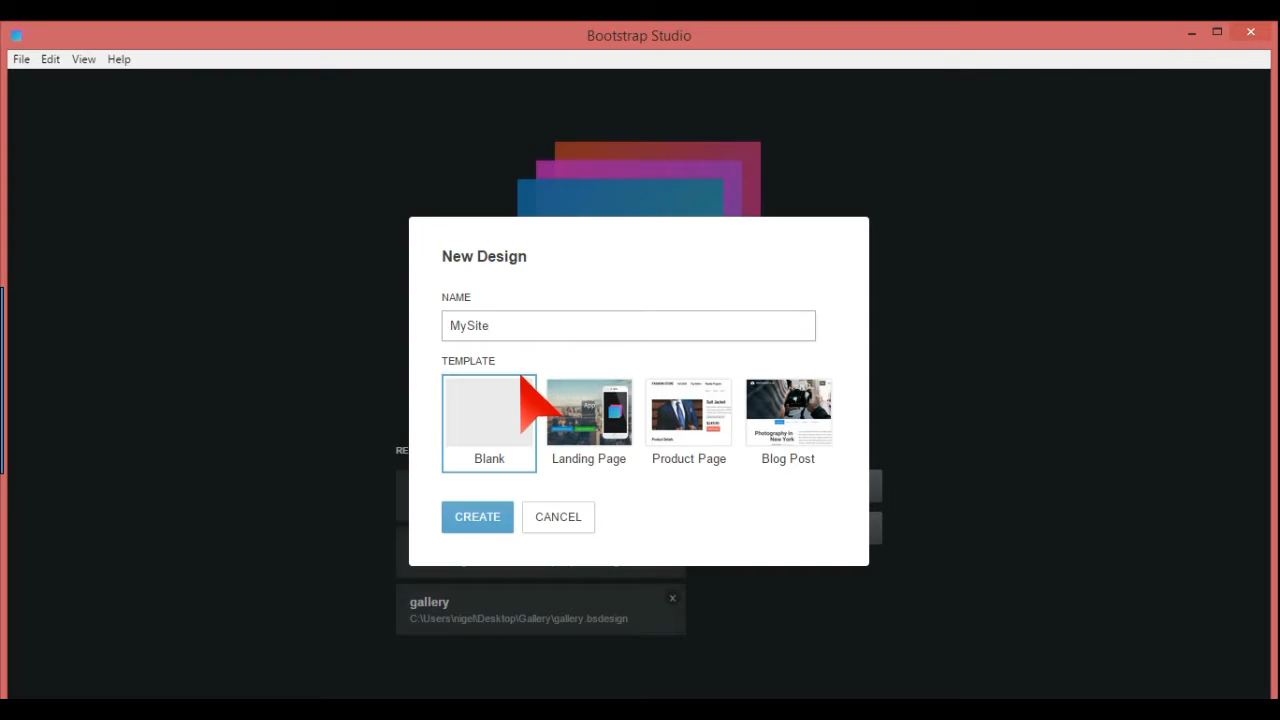 Bootstrap Studio
File Edit View Help
New Design
NAME
MySite
TEMPLATE
Blank Landing Page Product Page Blog Post
RE
CREATE CANCEL
gallery x
C:\Users\nigel\Desktop\Gallery\gallery.bsdesign